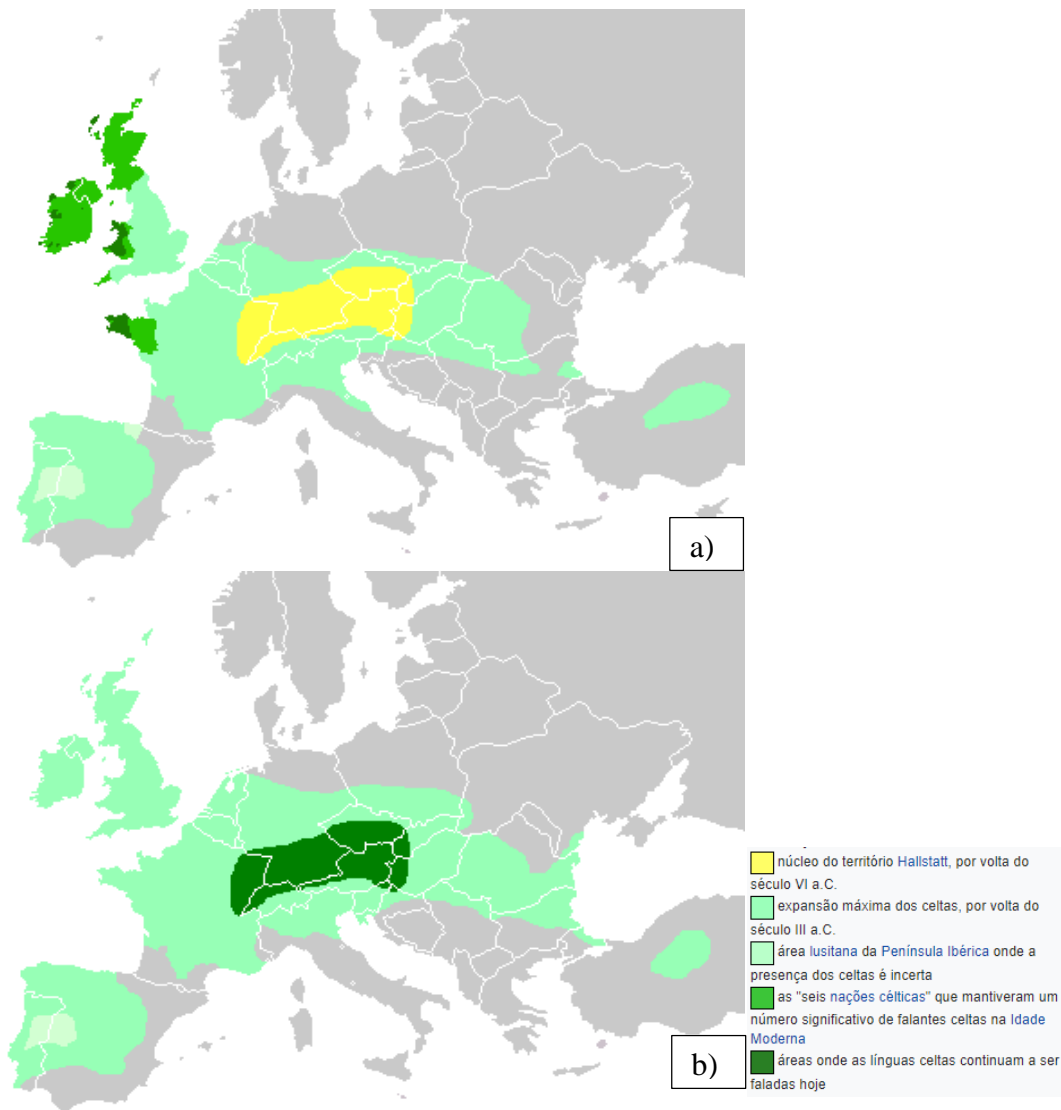 a)
b)
núcleo do território Hallstatt, por volta do
século VI a.C.
expansão máxima dos celtas, por volta do
século III a.C.
área lusitana da Península Ibérica onde a
presença dos celtas é incerta
as "seis nações célticas" que mantiveram um
número significativo de falantes celtas na Idade
Moderna
áreas onde as línguas celtas continuam a ser
faladas hoje